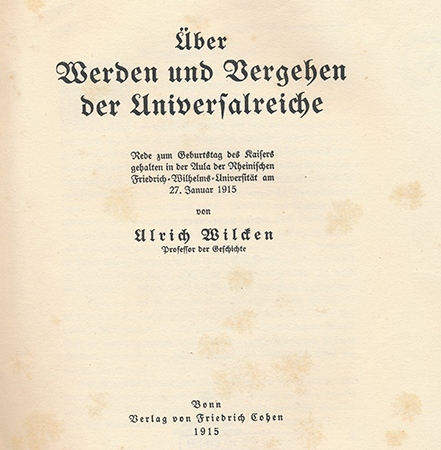 Über
Werden und Vergehen
der Universalreiche
Rede zum Geburtstag des Kaisers
gehalten in der Aula der Rheinischen
Friedrich-Wilhelms-Universität am
27. Januar 1915
von
Ulrich Wilcken
Professor der Geschichte
Bonn
Verlag von Friedrich Cohen
1915